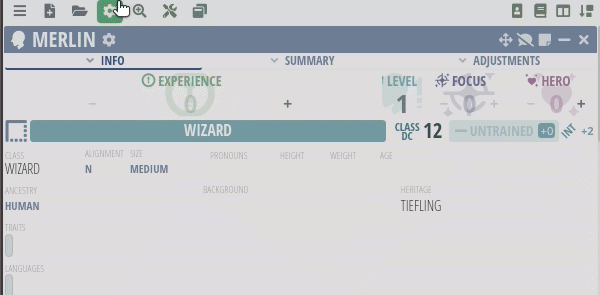 MERLIN
INFO SUMMARY ADJUSTMENTS
EXPERIENCE LEVEL FOCUS HERO
— 0 + 1 — 0 + — 0 +
WIZARD CLASS DC 12 — UNTRAINED +0 INT +2
CLASS ALIGNMENT SIZE PRONOUNS HEIGHT WEIGHT AGE
WIZARD N MEDIUM
ANCESTRY BACKGROUND HERITAGE
HUMAN TIEFLING
TRAITS
LANGUAGES